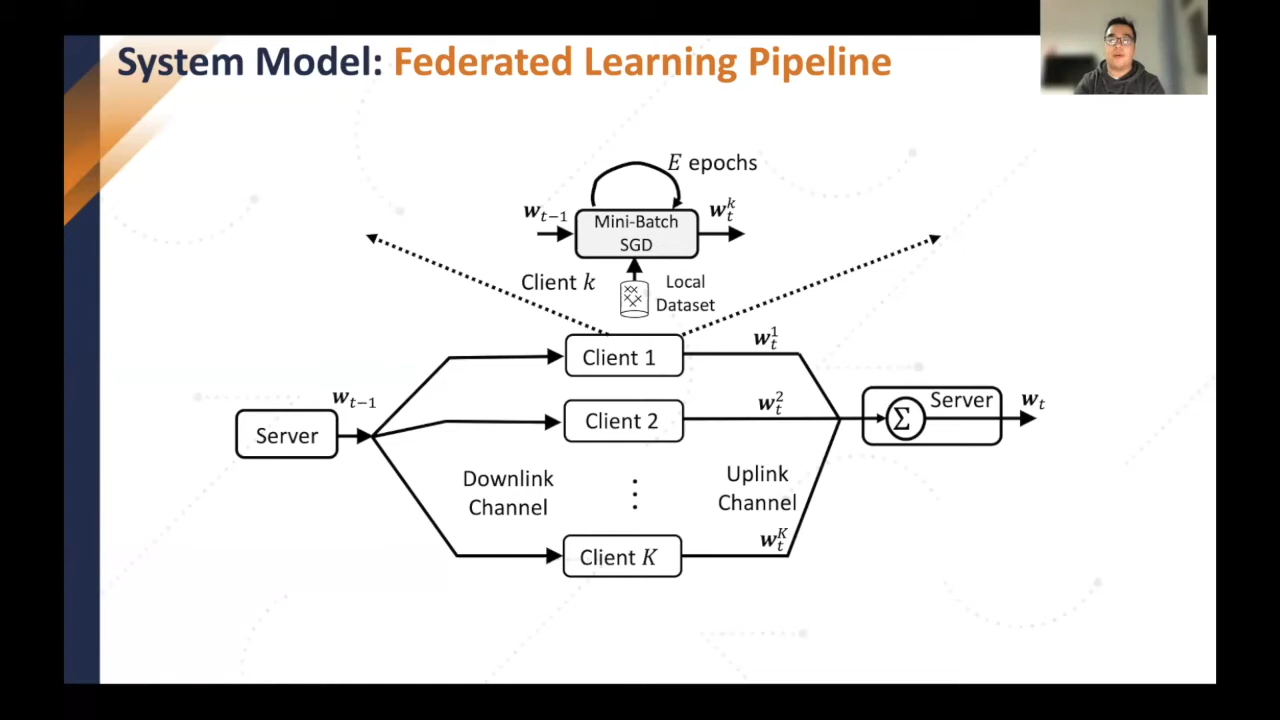 System Model: Federated Learning Pipeline
E epochs
w_{t−1}
Mini-Batch
SGD
w_t^k
Client k
Local
Dataset
Client 1
w_t^1
w_{t−1}
Server
Client 2
w_t^2
Server
Σ
w_t
Downlink
Channel
⋮
Uplink
Channel
Client K
w_t^K